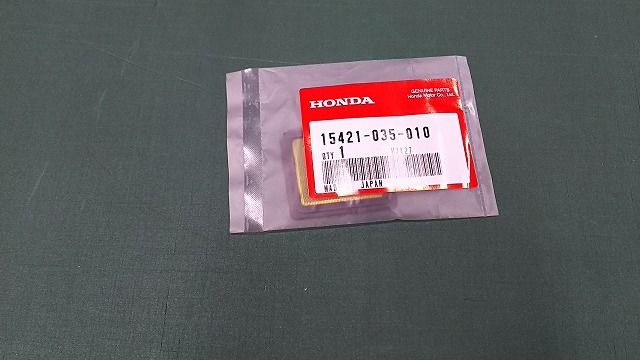 GENUINE PARTS
Honda Motor Co., Ltd.
HONDA
15421-035-010
QTY 1
JAPAN